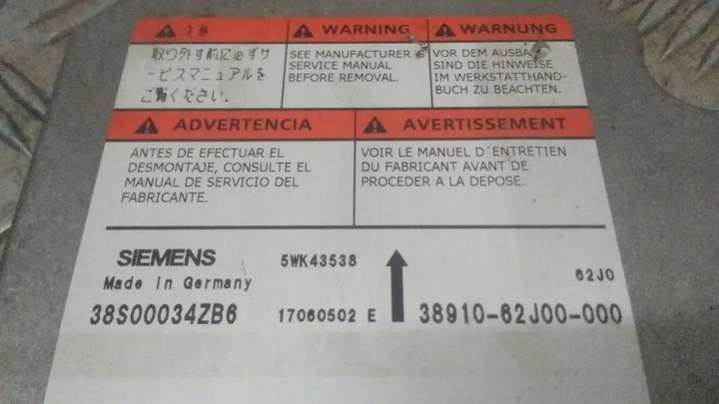 注意
取り外す前に必ずサ
ービスマニュアルを
ご覧ください.
WARNING
SEE MANUFACTURER
SERVICE MANUAL
BEFORE REMOVAL.
WARNUNG
VOR DEM AUSBAU
SIND DIE HINWEISE
IM WERKSTATTHAND-
BUCH ZU BEACHTEN.
ADVERTENCIA
ANTES DE EFECTUAR EL
DESMONTAJE, CONSULTE EL
MANUAL DE SERVICIO DEL
FABRICANTE.
AVERTISSEMENT
VOIR LE MANUEL D´ENTRETIEN
DU FABRICANT AVANT DE
PROCEDER A LA DEPOSE.
SIEMENS 5WK43538
62J0
Made in Germany
38S00034ZB6 17060502 E 38910-62J00-000